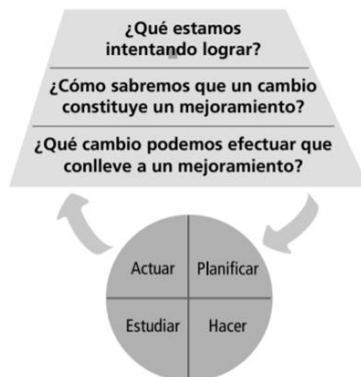 ¿Qué estamos
intentando lograr?
¿Cómo sabremos que un cambio
constituye un mejoramiento?
¿Qué cambio podemos efectuar que
conlleve a un mejoramiento?
Actuar
Planificar
Estudiar
Hacer